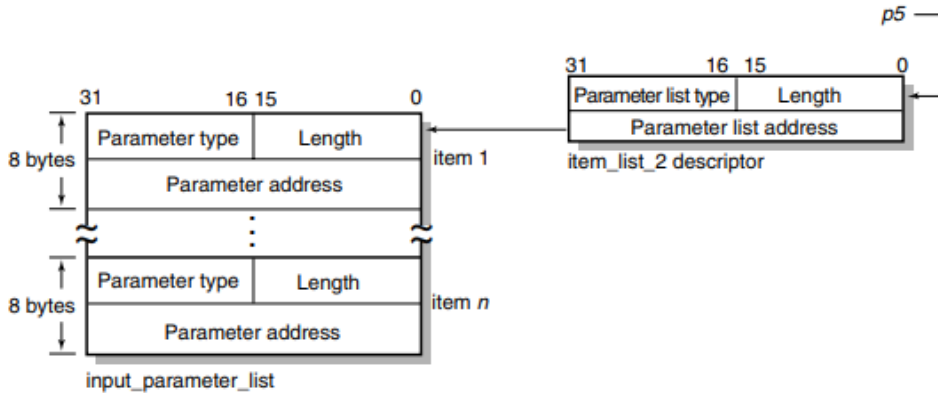 p5
31 16 15 0
Parameter list type Length
Parameter list address
item_list_2 descriptor
31 16 15 0
8 bytes
Parameter type Length
item 1
Parameter address
⋮
8 bytes
Parameter type Length
item n
Parameter address
input_parameter_list